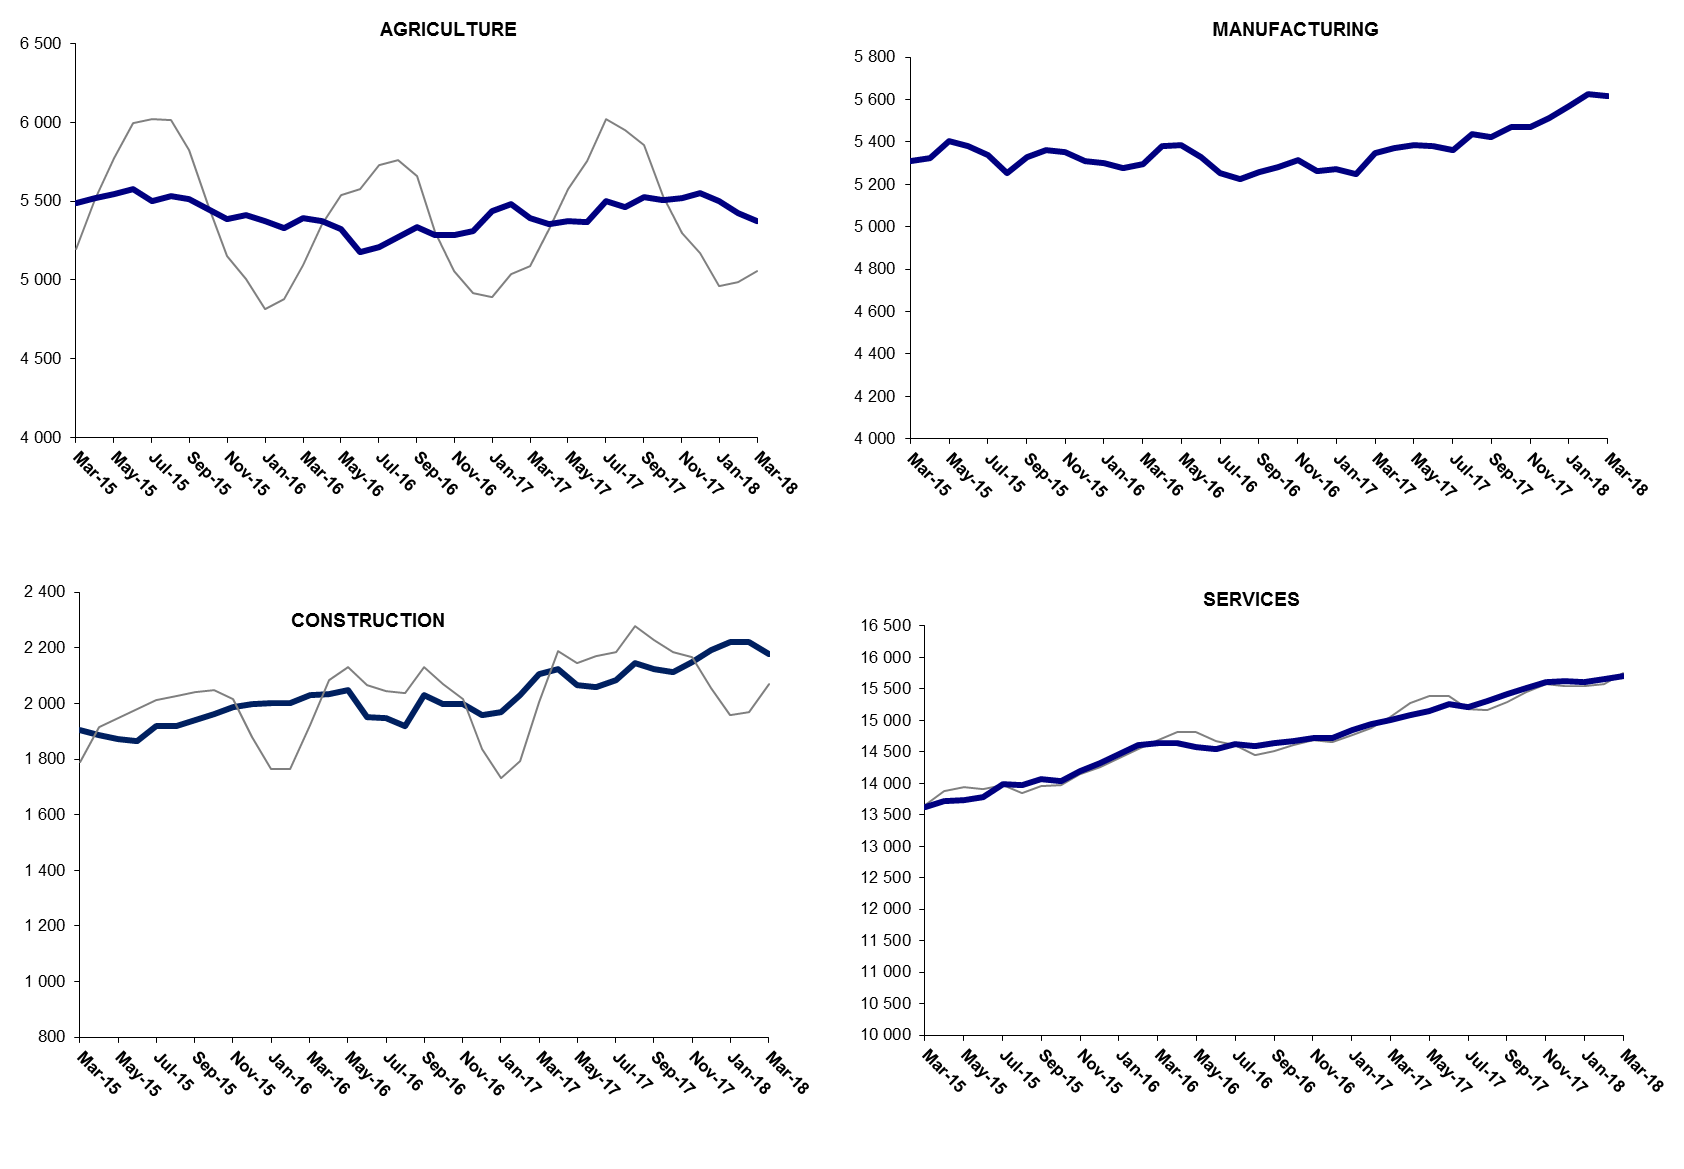 AGRICULTURE
6 500
6 000
5 500
5 000
4 500
4 000
Mar-15
May-15
Jul-15
Sep-15
Nov-15
Jan-16
Mar-16
May-16
Jul-16
Sep-16
Nov-16
Jan-17
Mar-17
May-17
Jul-17
Sep-17
Nov-17
Jan-18
Mar-18
MANUFACTURING
5 800
5 600
5 400
5 200
5 000
4 800
4 600
4 400
4 200
4 000
Mar-15
May-15
Jul-15
Sep-15
Nov-15
Jan-16
Mar-16
May-16
Jul-16
Sep-16
Nov-16
Jan-17
Mar-17
May-17
Jul-17
Sep-17
Nov-17
Jan-18
Mar-18
CONSTRUCTION
2 400
2 200
2 000
1 800
1 600
1 400
1 200
1 000
800
Mar-15
May-15
Jul-15
Sep-15
Nov-15
Jan-16
Mar-16
May-16
Jul-16
Sep-16
Nov-16
Jan-17
Mar-17
May-17
Jul-17
Sep-17
Nov-17
Jan-18
Mar-18
SERVICES
16 500
16 000
15 500
15 000
14 500
14 000
13 500
13 000
12 500
12 000
11 500
11 000
10 500
10 000
Mar-15
May-15
Jul-15
Sep-15
Nov-15
Jan-16
Mar-16
May-16
Jul-16
Sep-16
Nov-16
Jan-17
Mar-17
May-17
Jul-17
Sep-17
Nov-17
Jan-18
Mar-18